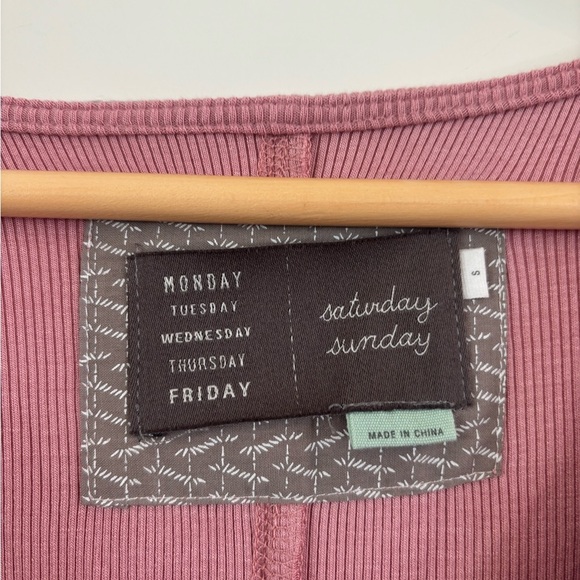 MONDAY
TUESDAY
WEDNESDAY
THURSDAY
FRIDAY
saturday
sunday
S
MADE IN CHINA